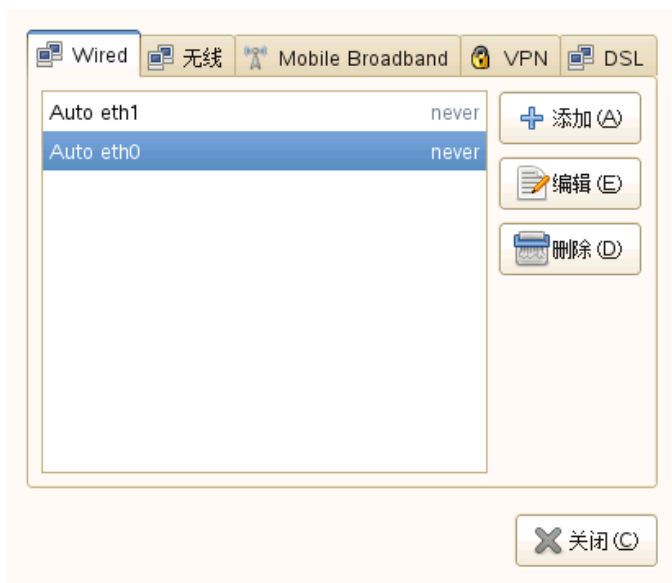 Wired 无线 Mobile Broadband VPN DSL
Auto eth1 never
Auto eth0 never
添加(A)
编辑(E)
删除(D)
关闭(C)